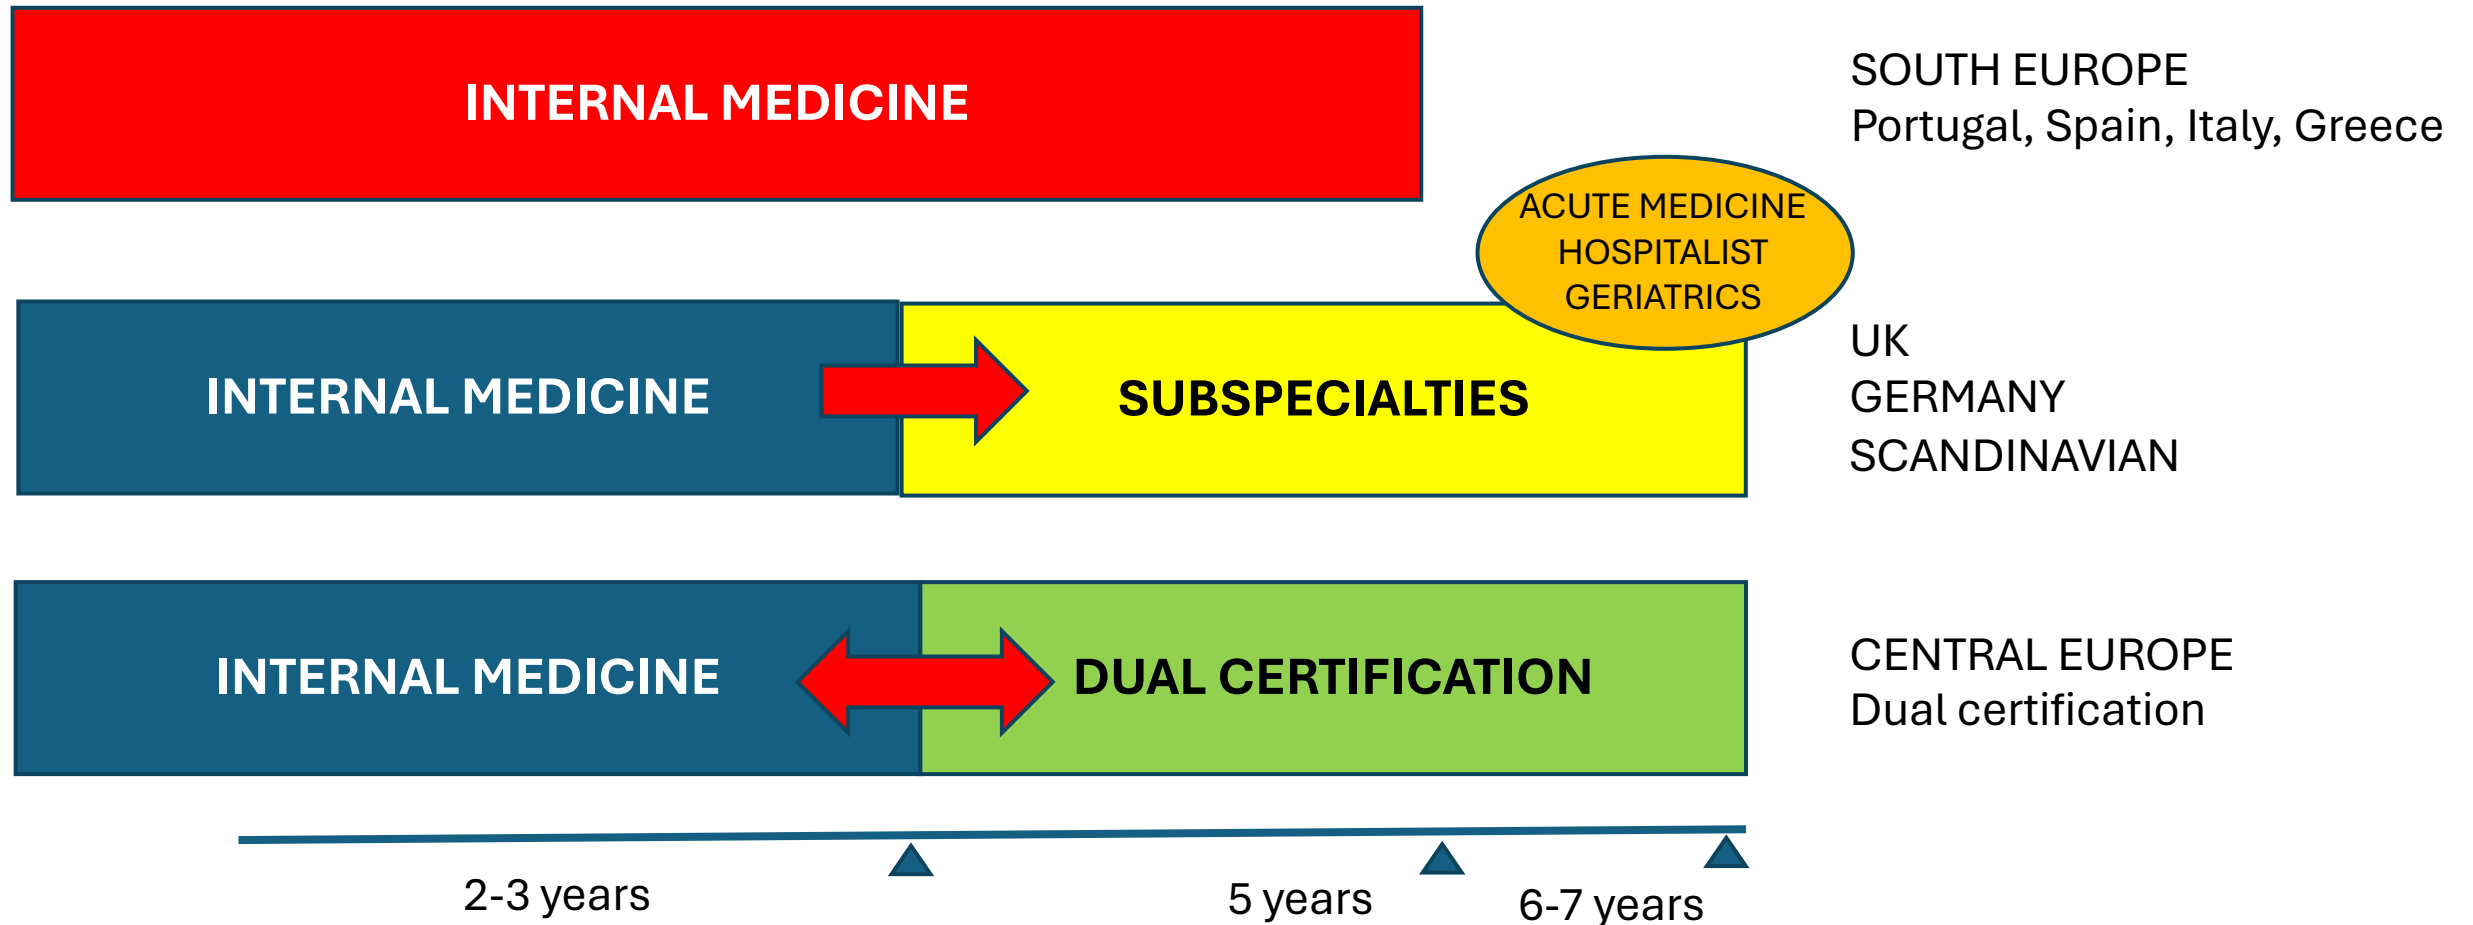 INTERNAL MEDICINE
SOUTH EUROPE
Portugal, Spain, Italy, Greece
ACUTE MEDICINE
HOSPITALIST
GERIATRICS
INTERNAL MEDICINE
SUBSPECIALTIES
UK
GERMANY
SCANDINAVIAN
INTERNAL MEDICINE
DUAL CERTIFICATION
CENTRAL EUROPE
Dual certification
2-3 years
5 years
6-7 years